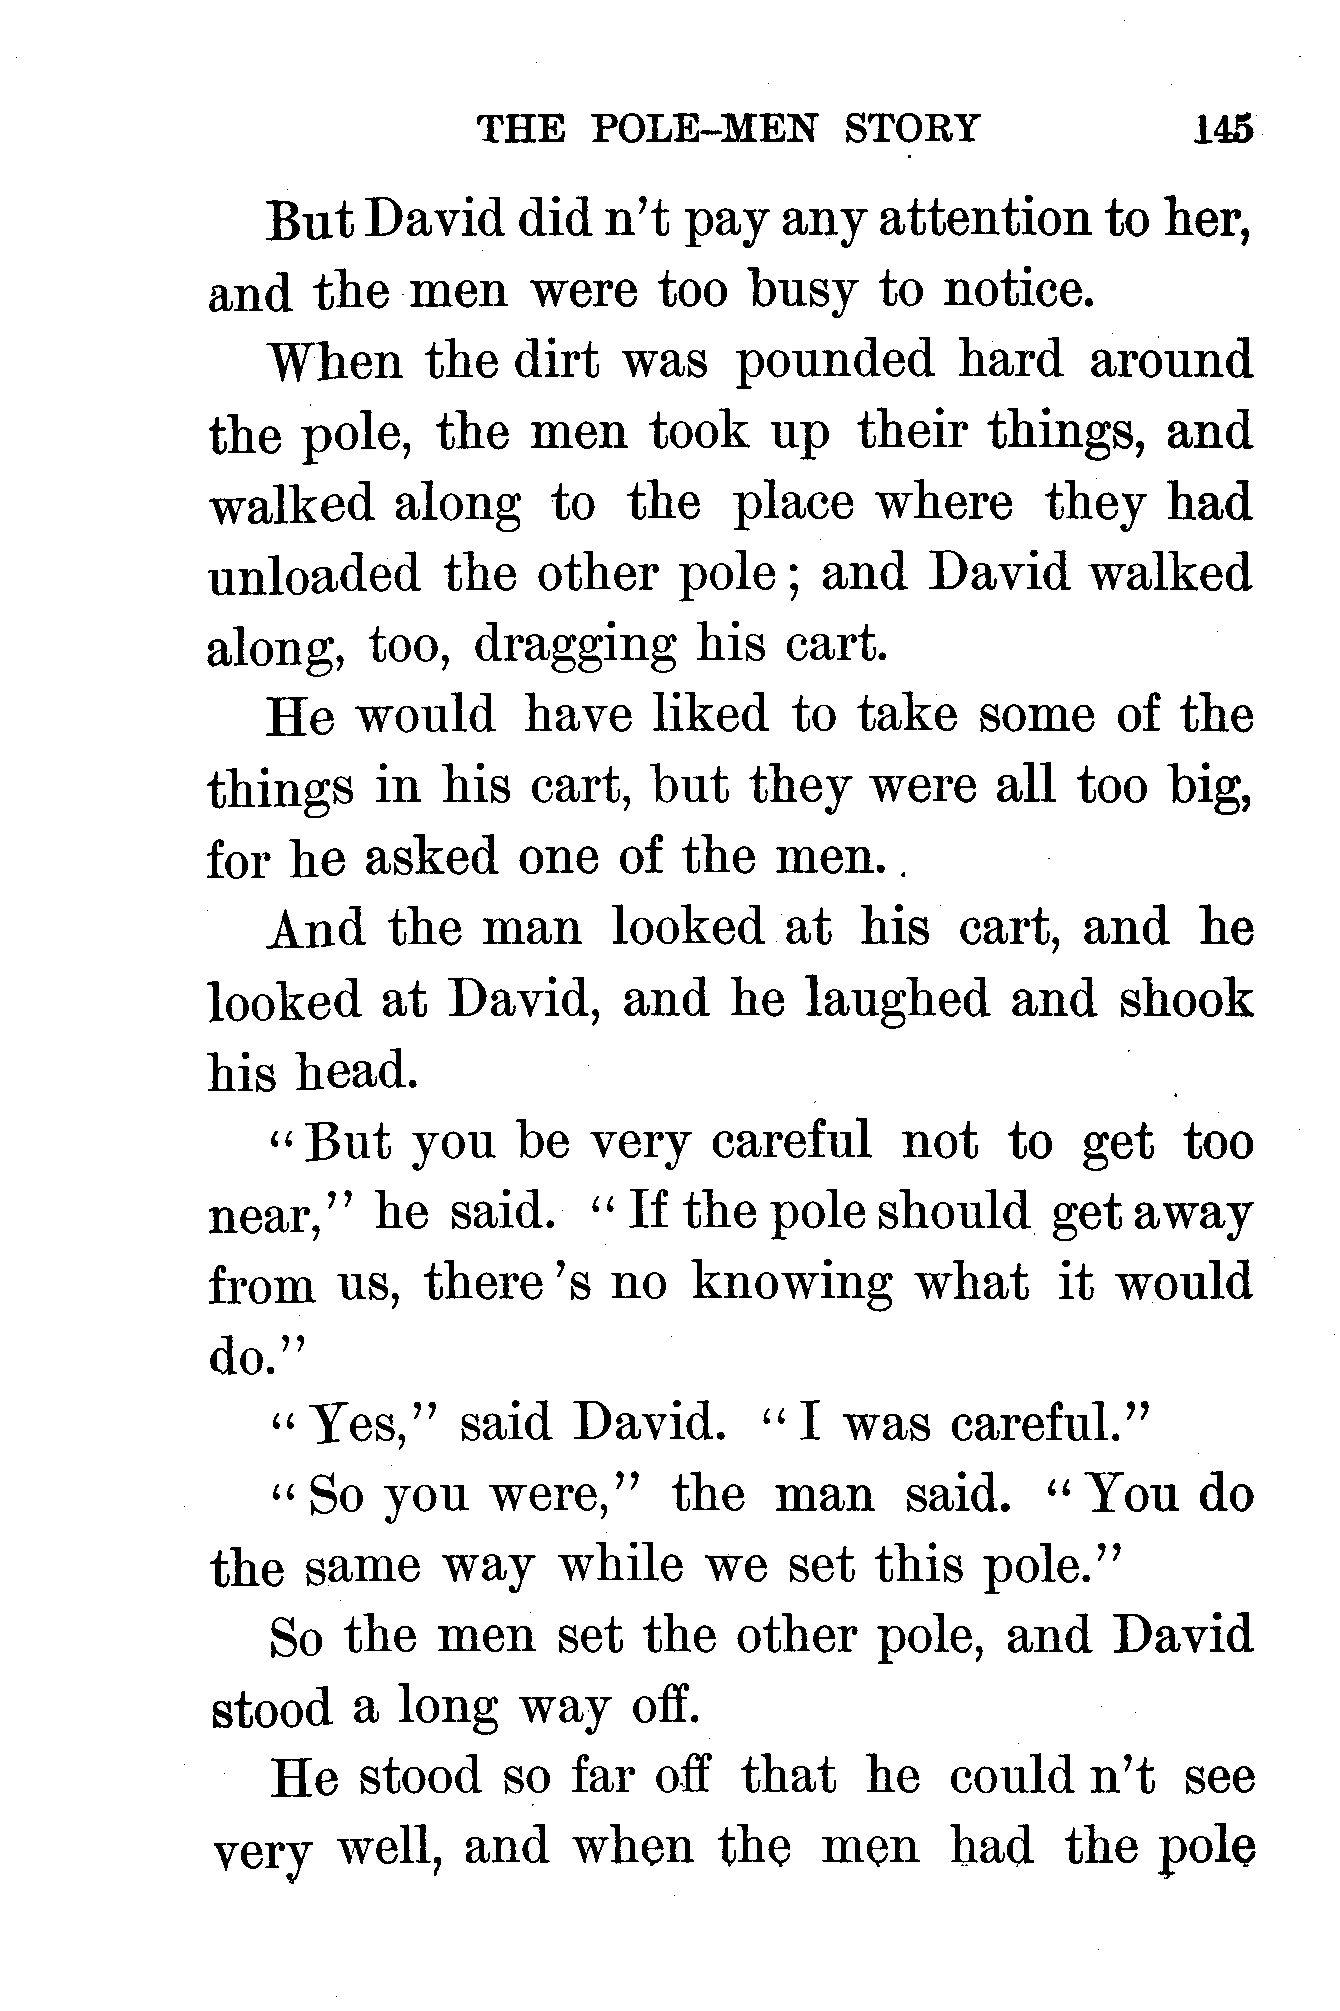 THE POLE-MEN STORY 145
But David did n't pay any attention to her,
and the men were too busy to notice.
When the dirt was pounded hard around
the pole, the men took up their things, and
walked along to the place where they had
unloaded the other pole; and David walked
along, too, dragging his cart.
He would have liked to take some of the
things in his cart, but they were all too big,
for he asked one of the men.
And the man looked at his cart, and he
looked at David, and he laughed and shook
his head.
"But you be very careful not to get too
near," he said. "If the pole should get away
from us, there 's no knowing what it would
do."
"Yes," said David. "I was careful."
"So you were," the man said. "You do
the same way while we set this pole."
So the men set the other pole, and David
stood a long way off.
He stood so far off that he could n't see
very well, and when the men had the pole